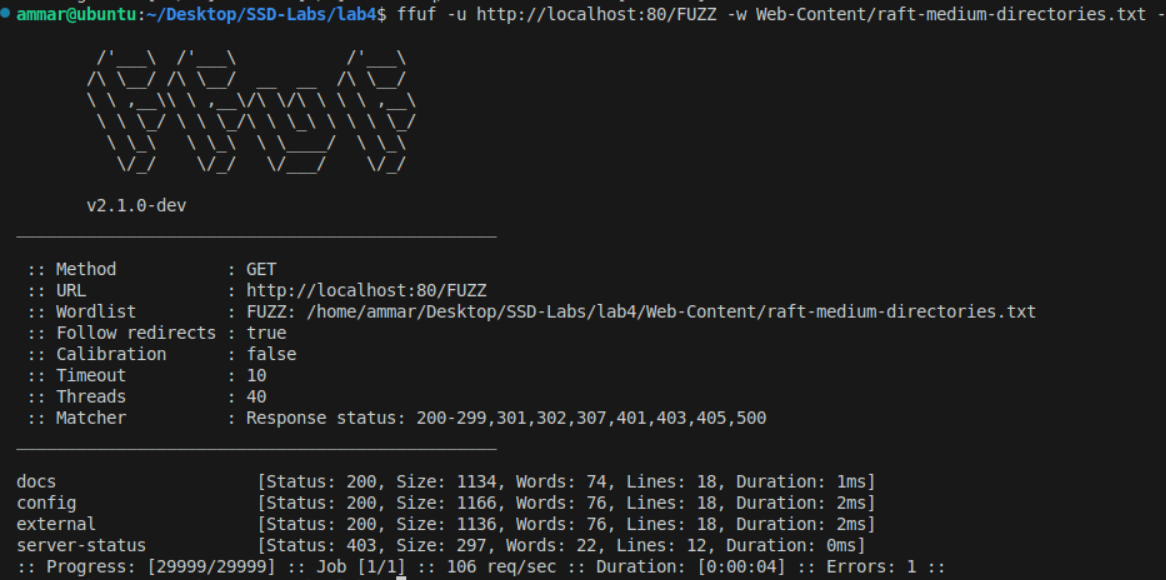 ammar@ubuntu:~/Desktop/SSD-Labs/lab4$ ffuf -u http://localhost:80/FUZZ -w Web-Content/raft-medium-directories.txt -
v2.1.0-dev
:: Method : GET
:: URL : http://localhost:80/FUZZ
:: Wordlist : FUZZ: /home/ammar/Desktop/SSD-Labs/lab4/Web-Content/raft-medium-directories.txt
:: Follow redirects : true
:: Calibration : false
:: Timeout : 10
:: Threads : 40
:: Matcher : Response status: 200-299,301,302,307,401,403,405,500
docs [Status: 200, Size: 1134, Words: 74, Lines: 18, Duration: 1ms]
config [Status: 200, Size: 1166, Words: 76, Lines: 18, Duration: 2ms]
external [Status: 200, Size: 1136, Words: 76, Lines: 18, Duration: 2ms]
server-status [Status: 403, Size: 297, Words: 22, Lines: 12, Duration: 0ms]
:: Progress: [29999/29999] :: Job [1/1] :: 106 req/sec :: Duration: [0:00:04] :: Errors: 1 ::